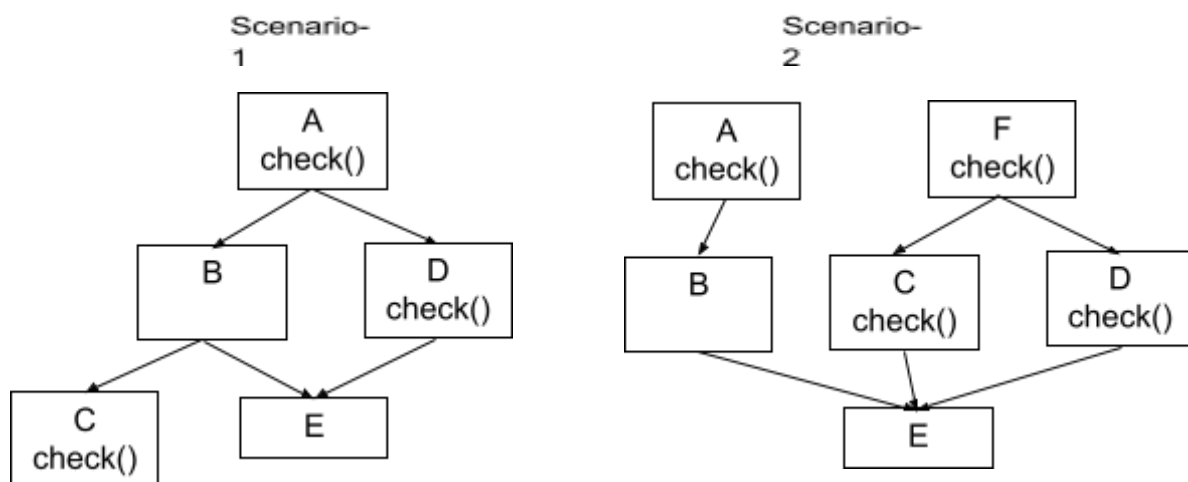 Scenario-
1
A
check()
B
D
check()
C
check()
E
Scenario-
2
A
check()
F
check()
B
C
check()
D
check()
E